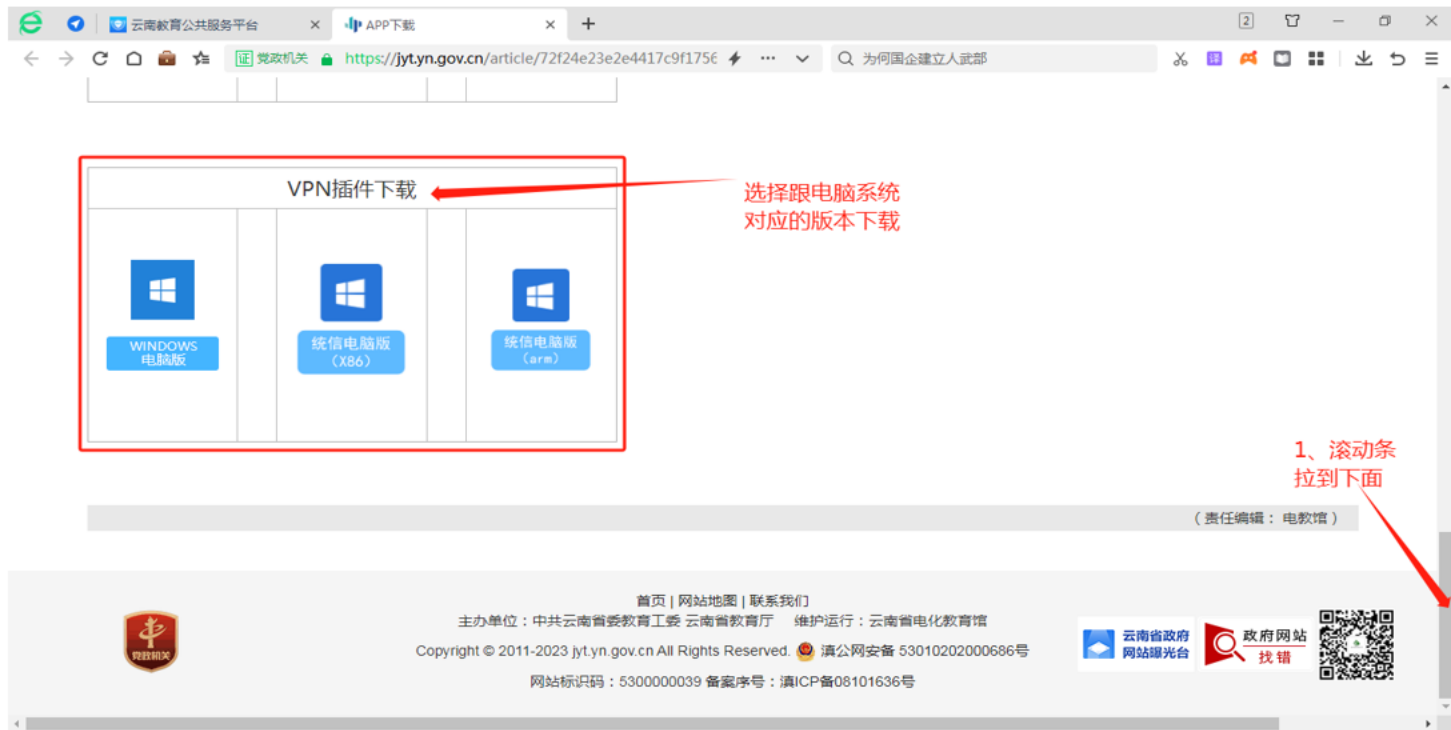 云南教育公共服务平台
APP下载
2
证 党政机关
https://jyt.yn.gov.cn/article/72f24e23e2e4417c9f1756
为何国企建立人武部
VPN插件下载
选择跟电脑系统
对应的版本下载
WINDOWS
电脑版
统信电脑版
（X86）
统信电脑版
（arm）
1、滚动条
拉到下面
（责任编辑：电教馆）
首页 | 网站地图 | 联系我们
主办单位：中共云南省委教育工委 云南省教育厅 维护运行：云南省电化教育馆
Copyright © 2011-2023 jyt.yn.gov.cn All Rights Reserved. 滇公网安备 53010202000686号
网站标识码：5300000039 备案序号：滇ICP备08101636号
党政机关
云南省政府
网站曝光台
政府网站
找错